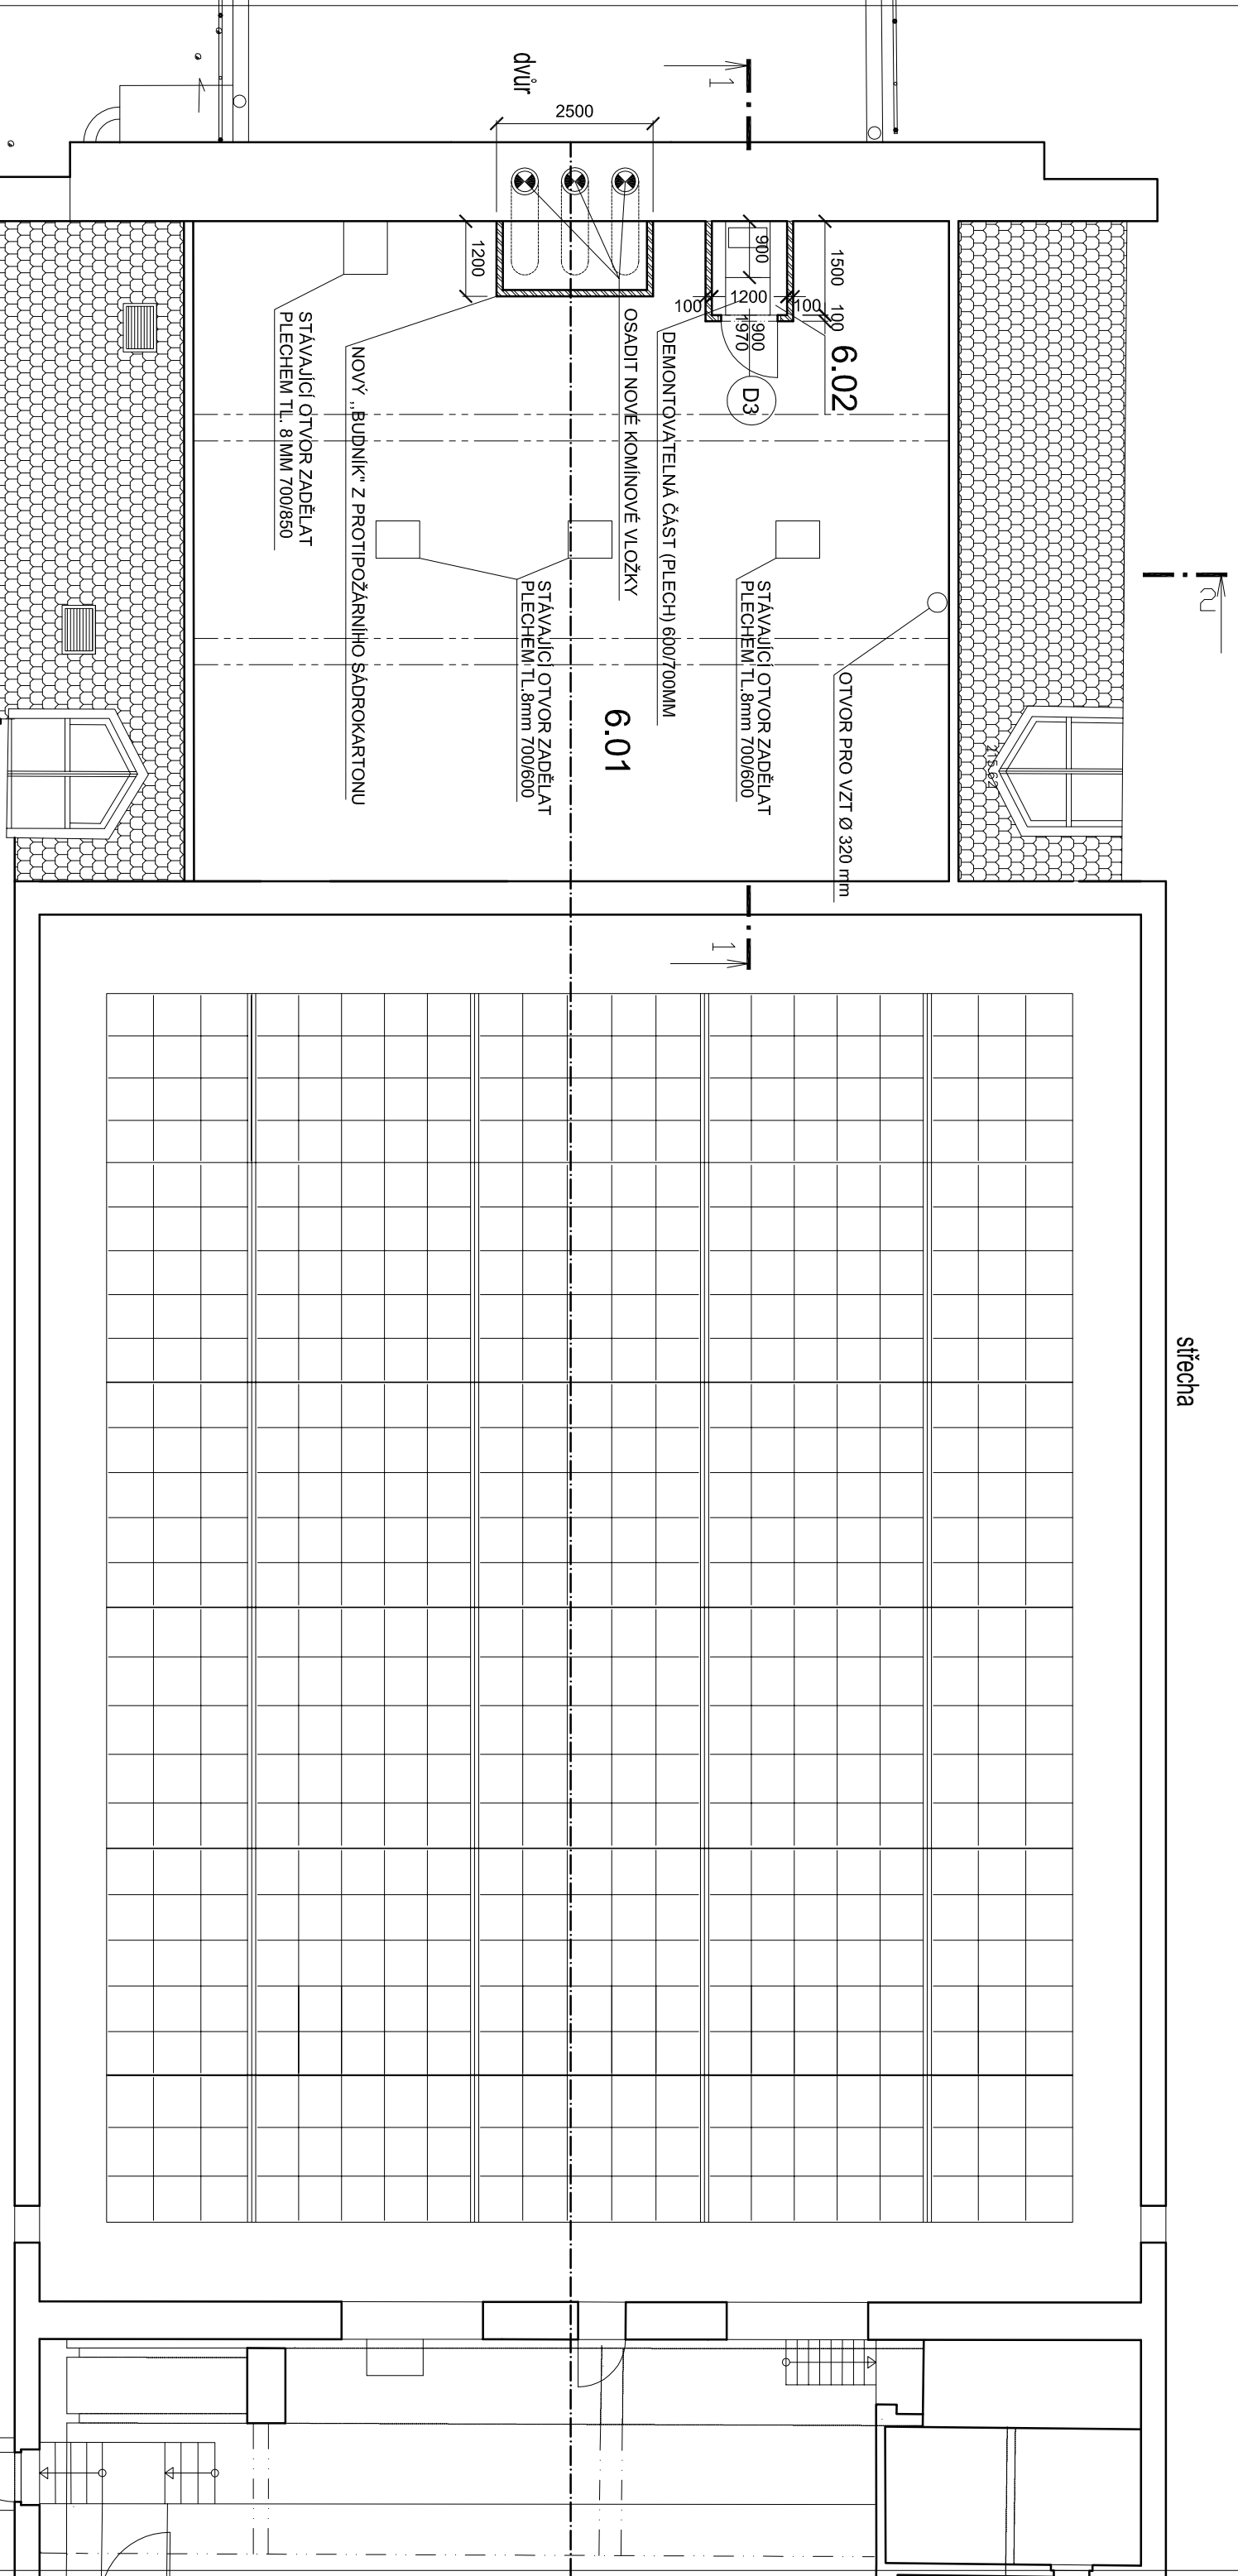 dvůr
1
2500
1200
900
1200
100
100
1500
100
900
1970
D3
6.02
2
STÁVAJÍCÍ OTVOR ZADĚLAT
PLECHEM TL. 8 MM 700/850
NOVÝ ,,BUDNÍK" Z PROTIPOŽÁRNÍHO SÁDROKARTONU
OSADIT NOVÉ KOMÍNOVÉ VLOŽKY
DEMONTOVATELNÁ ČÁST (PLECH) 600/700MM
STÁVAJÍCÍ OTVOR ZADĚLAT
PLECHEM TL.8mm 700/600
STÁVAJÍCÍ OTVOR ZADĚLAT
PLECHEM TL.8mm 700/600
OTVOR PRO VZT Ø 320 mm
6.01
1
střecha